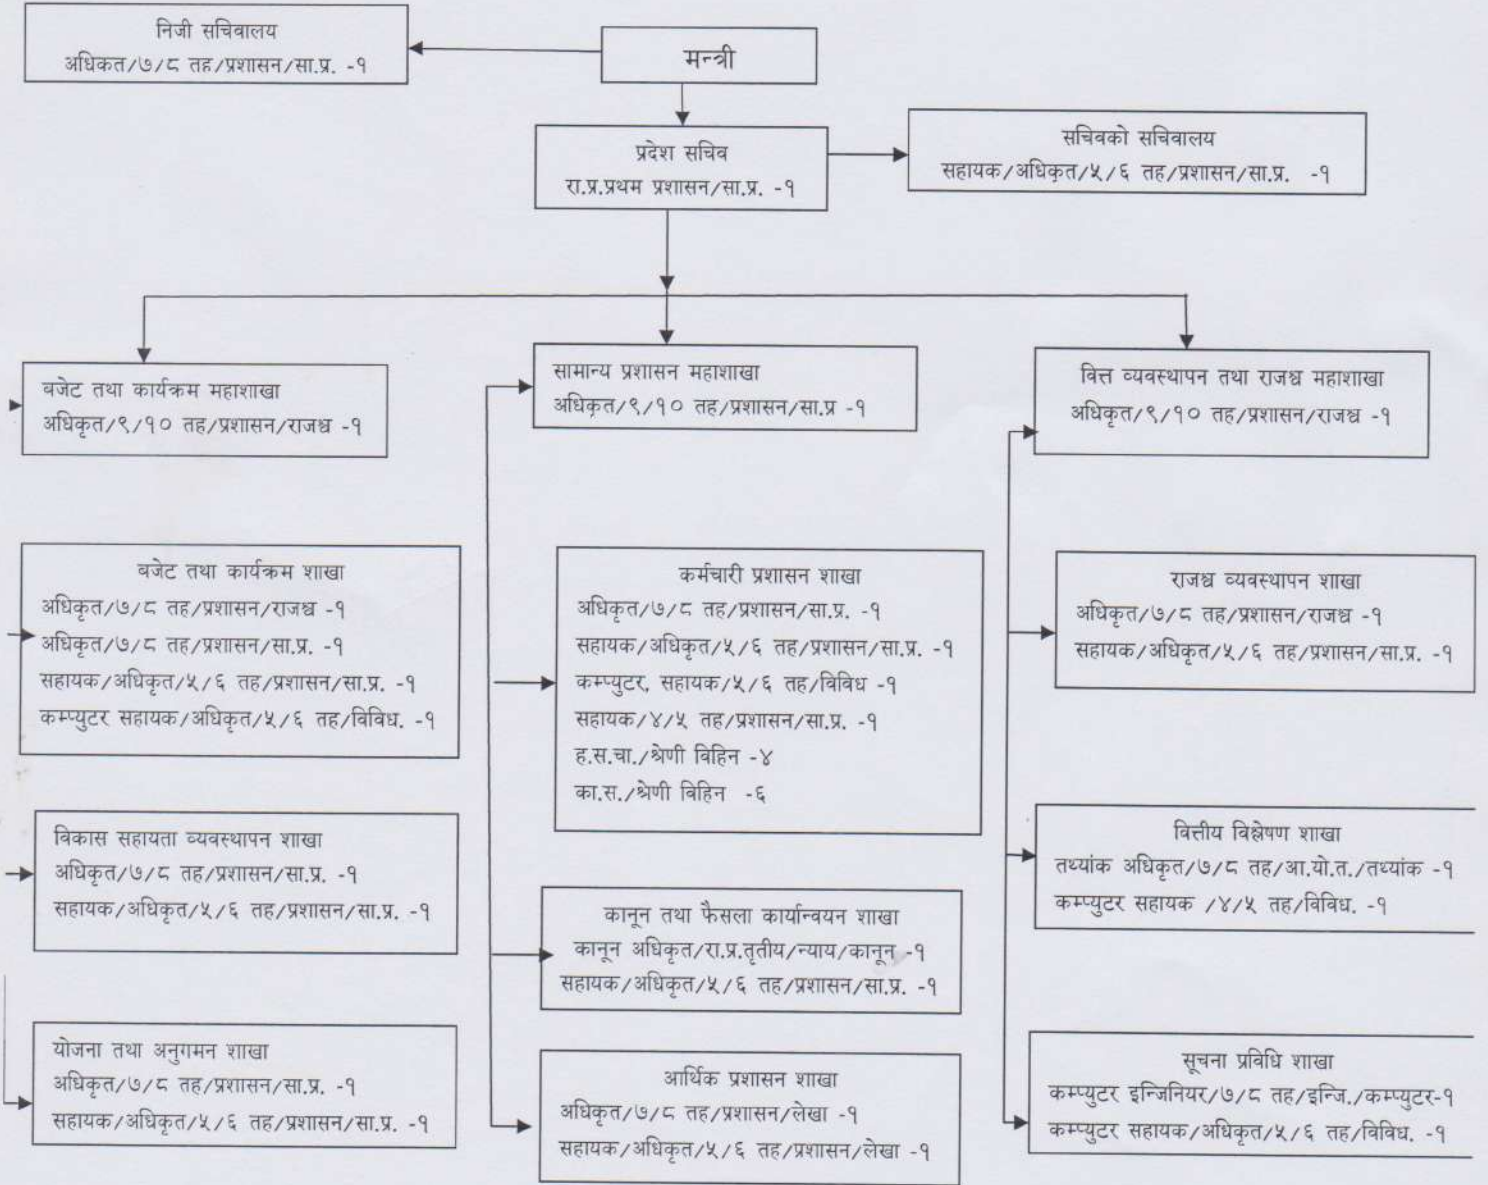 निजी सचिवालय
अधिकत/७/८ तह/प्रशासन/सा.प्र. -१
मन्त्री
प्रदेश सचिव
रा.प्र.प्रथम प्रशासन/सा.प्र. -१
सचिवको सचिवालय
सहायक/अधिकृत/५/६ तह/प्रशासन/सा.प्र. -१
बजेट तथा कार्यक्रम महाशाखा
अधिकृत/९/१० तह/प्रशासन/राजश्व -१
सामान्य प्रशासन महाशाखा
अधिकृत/९/१० तह/प्रशासन/सा.प्र -१
वित्त व्यवस्थापन तथा राजश्व महाशाखा
अधिकृत/९/१० तह/प्रशासन/राजश्व -१
बजेट तथा कार्यक्रम शाखा
अधिकृत/७/८ तह/प्रशासन/राजश्व -१
अधिकृत/७/८ तह/प्रशासन/सा.प्र. -१
सहायक/अधिकृत/५/६ तह/प्रशासन/सा.प्र. -१
कम्प्युटर सहायक/अधिकृत/५/६ तह/विविध. -१
कर्मचारी प्रशासन शाखा
अधिकृत/७/८ तह/प्रशासन/सा.प्र. -१
सहायक/अधिकृत/५/६ तह/प्रशासन/सा.प्र. -१
कम्प्युटर, सहायक/५/६ तह/विविध -१
सहायक/४/५ तह/प्रशासन/सा.प्र. -१
ह.स.चा./श्रेणी विहिन -४
का.स./श्रेणी विहिन -६
राजश्व व्यवस्थापन शाखा
अधिकृत/७/८ तह/प्रशासन/राजश्व -१
सहायक/अधिकृत/५/६ तह/प्रशासन/सा.प्र. -१
विकास सहायता व्यवस्थापन शाखा
अधिकृत/७/८ तह/प्रशासन/सा.प्र. -१
सहायक/अधिकृत/५/६ तह/प्रशासन/सा.प्र. -१
कानून तथा फैसला कार्यान्वयन शाखा
कानून अधिकृत/रा.प्र.तृतीय/न्याय/कानून -१
सहायक/अधिकृत/५/६ तह/प्रशासन/सा.प्र. -१
वित्तीय विश्लेषण शाखा
तथ्यांक अधिकृत/७/८ तह/आ.यो.त./तथ्यांक -१
कम्प्युटर सहायक /४/५ तह/विविध. -१
योजना तथा अनुगमन शाखा
अधिकृत/७/८ तह/प्रशासन/सा.प्र. -१
सहायक/अधिकृत/५/६ तह/प्रशासन/सा.प्र. -१
आर्थिक प्रशासन शाखा
अधिकृत/७/८ तह/प्रशासन/लेखा -१
सहायक/अधिकृत/५/६ तह/प्रशासन/लेखा -१
सूचना प्रविधि शाखा
कम्प्युटर इन्जिनियर/७/८ तह/इन्जि./कम्प्युटर-१
कम्प्युटर सहायक/अधिकृत/५/६ तह/विविध. -१